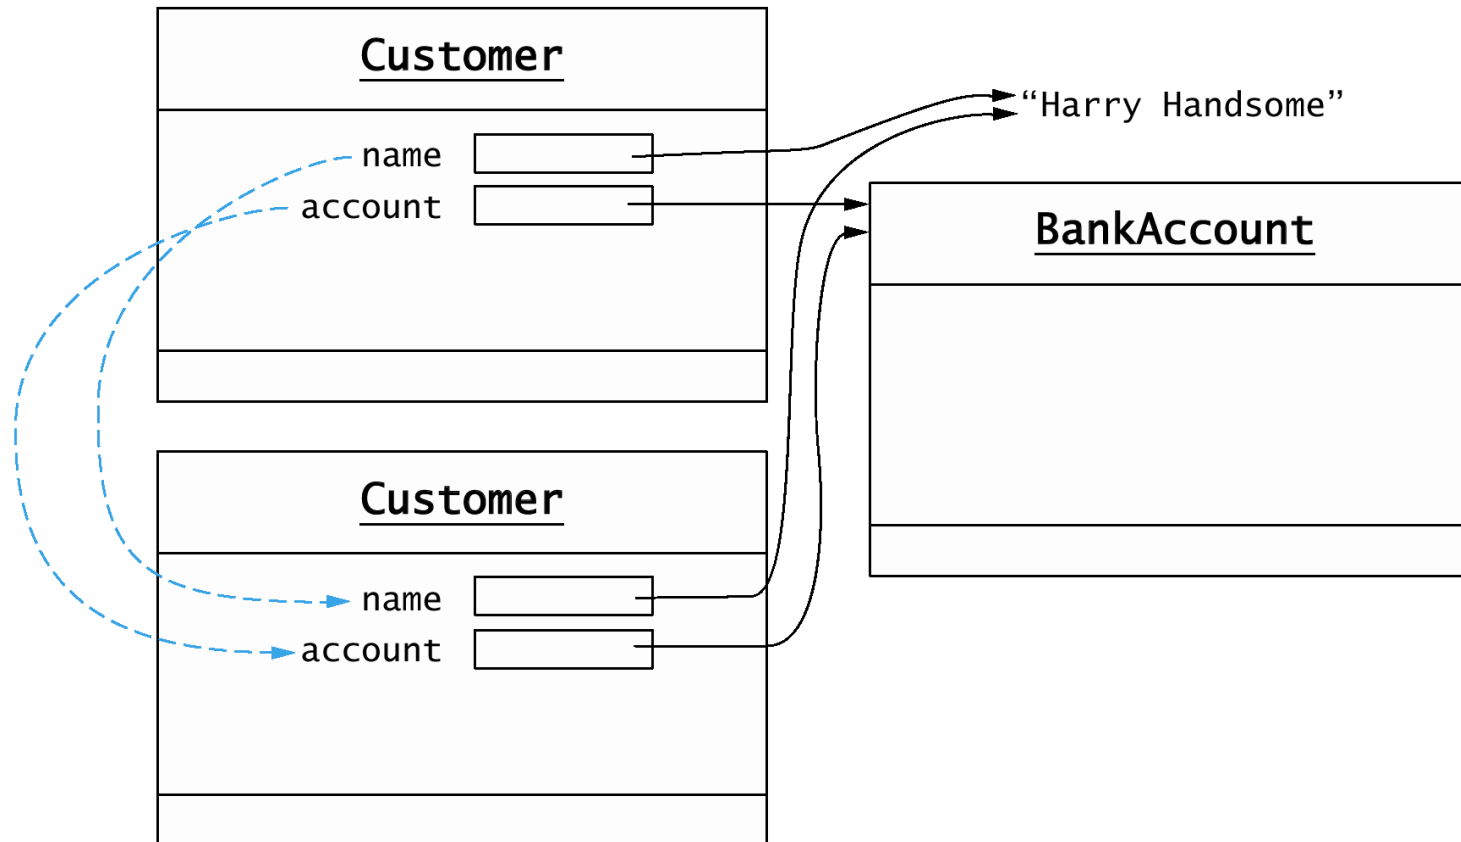 Customer
name
account
“Harry Handsome”
BankAccount
Customer
name
account